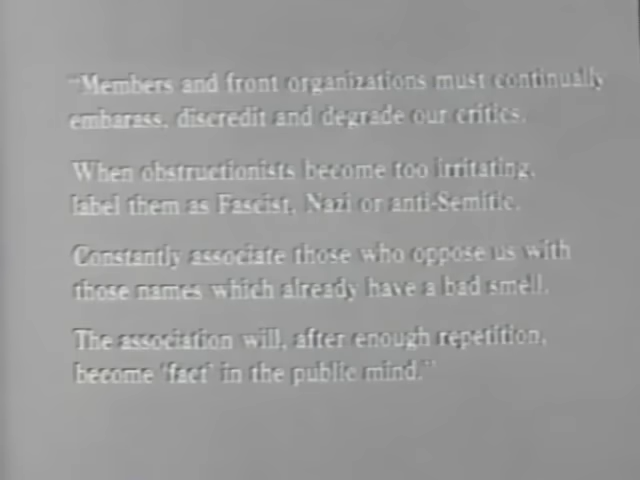 "Members and front organizations must continually
embarass, discredit and degrade our critics.
When obstructionists become too irritating,
label them as Fascist, Nazi or anti-Semitic.
Constantly associate those who oppose us with
those names which already have a bad smell.
The association will, after enough repetition,
become 'fact' in the public mind."